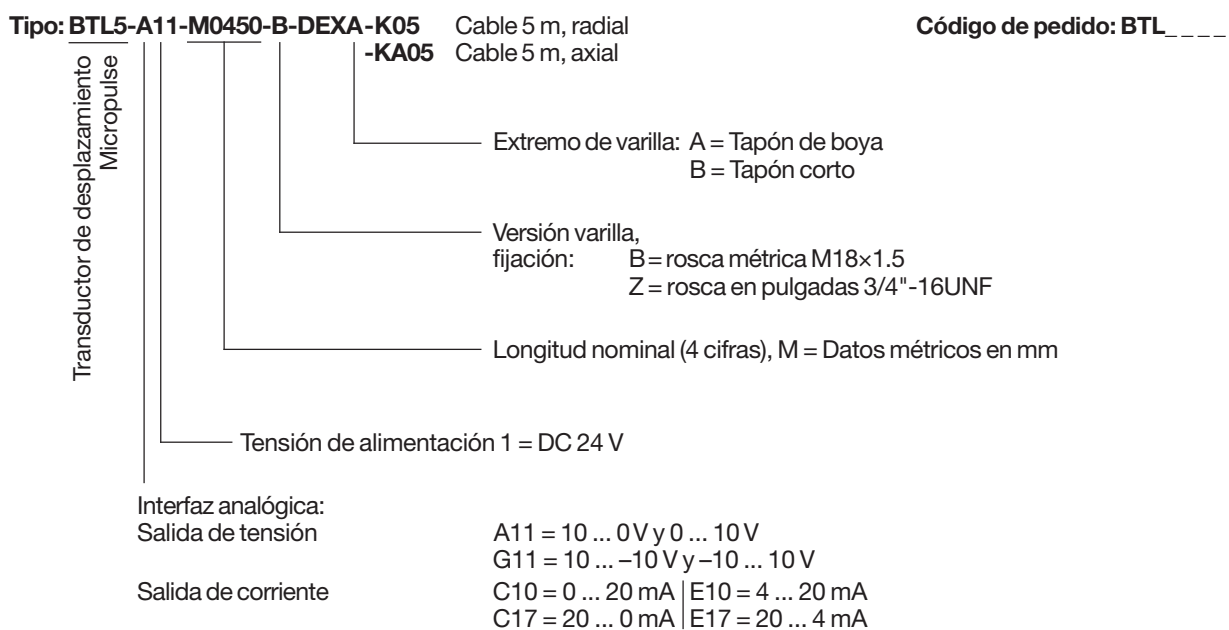 Tipo: BTL5-A11-M0450-B-DEXA-K05 Cable 5 m, radial Código de pedido: BTL_ _ _ _
-KA05 Cable 5 m, axial
Transductor de desplazamiento
Micropulse
Extremo de varilla: A = Tapón de boya
B = Tapón corto
Versión varilla,
fijación: B = rosca métrica M18×1.5
Z = rosca en pulgadas 3/4"-16UNF
Longitud nominal (4 cifras), M = Datos métricos en mm
Tensión de alimentación 1 = DC 24 V
Interfaz analógica:
Salida de tensión A11 = 10 ... 0 V y 0 ... 10 V
G11 = 10 ... –10 V y –10 ... 10 V
Salida de corriente C10 = 0 ... 20 mA | E10 = 4 ... 20 mA
C17 = 20 ... 0 mA | E17 = 20 ... 4 mA